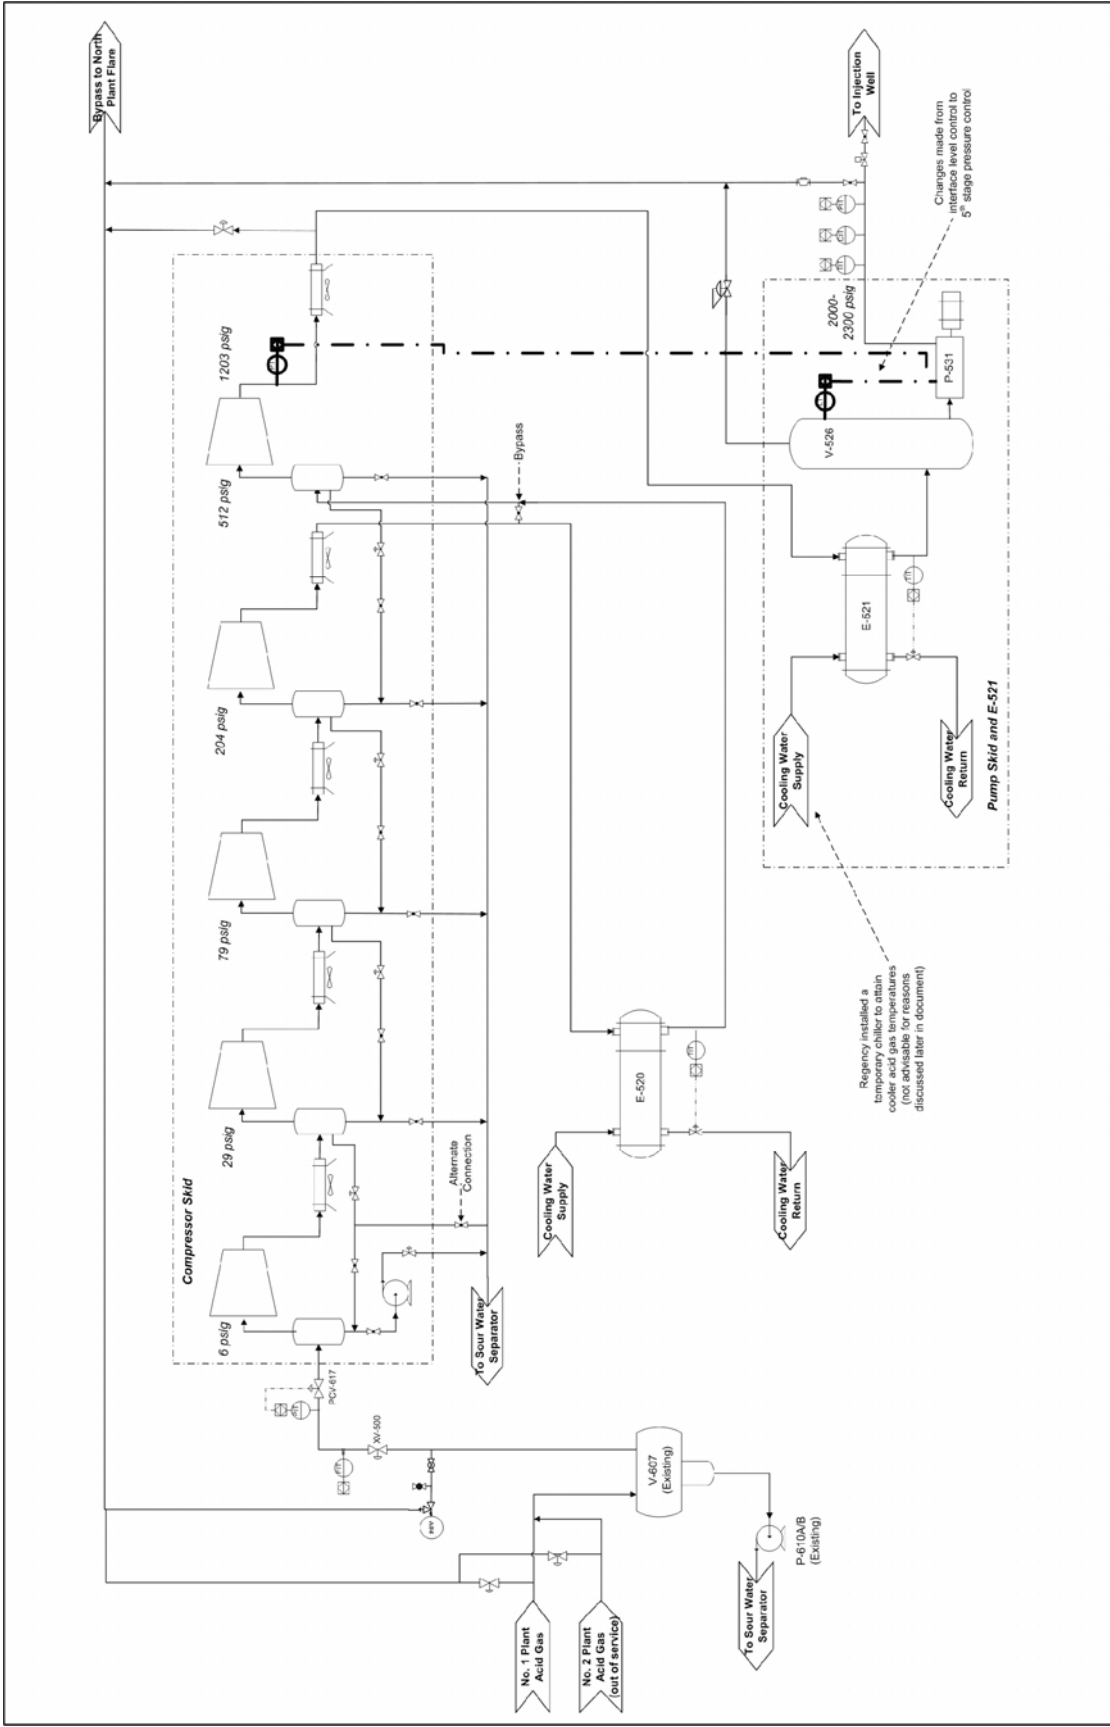 Bypass to North
Plant Flare
To Injection
Well
Changes made from
interface level control to
5th stage pressure control
2000-
2300 psig
P-531
V-526
E-521
Cooling Water
Supply
Cooling Water
Return
Pump Skid and E-521
Regency installed a
temporary chillor to attain
cooler acid gas temperatures
(not advisable for reasons
discussed later in document)
1203 psig
512 psig
204 psig
79 psig
29 psig
6 psig
Compressor Skid
Bypass
Alternate
Connection
E-520
Cooling Water
Supply
Cooling Water
Return
To Sour Water
Separator
PCV-617
XV-500
PSV
V-607
(Existing)
P-610A/B
(Existing)
To Sour Water
Separator
No. 1 Plant
Acid Gas
No. 2 Plant
Acid Gas
(out of service)